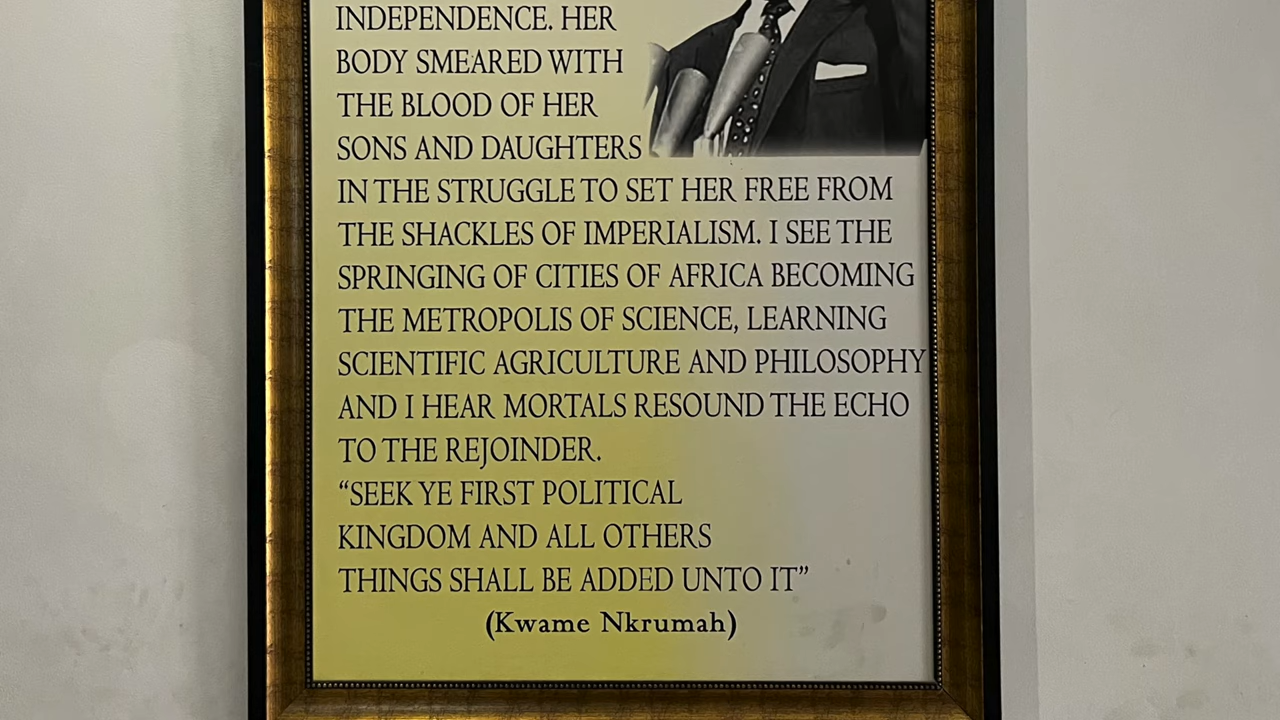 INDEPENDENCE. HER
BODY SMEARED WITH
THE BLOOD OF HER
SONS AND DAUGHTERS
IN THE STRUGGLE TO SET HER FREE FROM
THE SHACKLES OF IMPERIALISM. I SEE THE
SPRINGING OF CITIES OF AFRICA BECOMING
THE METROPOLIS OF SCIENCE, LEARNING
SCIENTIFIC AGRICULTURE AND PHILOSOPHY
AND I HEAR MORTALS RESOUND THE ECHO
TO THE REJOINDER.
“SEEK YE FIRST POLITICAL
KINGDOM AND ALL OTHERS
THINGS SHALL BE ADDED UNTO IT”
(Kwame Nkrumah)